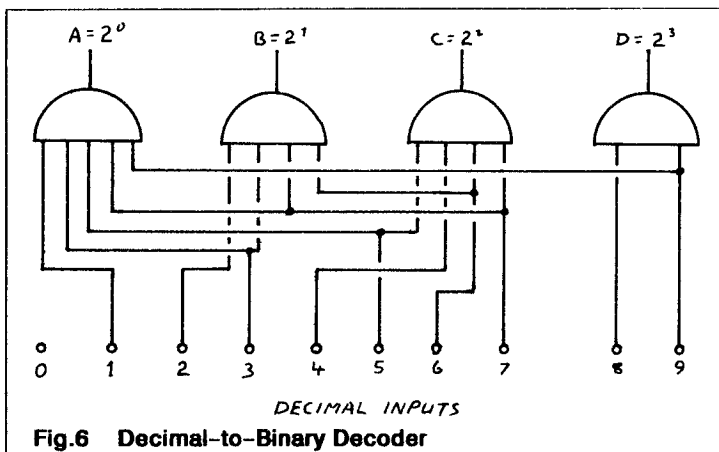 A = 2⁰ B = 2¹ C = 2² D = 2³
0 1 2 3 4 5 6 7 8 9
DECIMAL INPUTS
Fig.6 Decimal-to-Binary Decoder